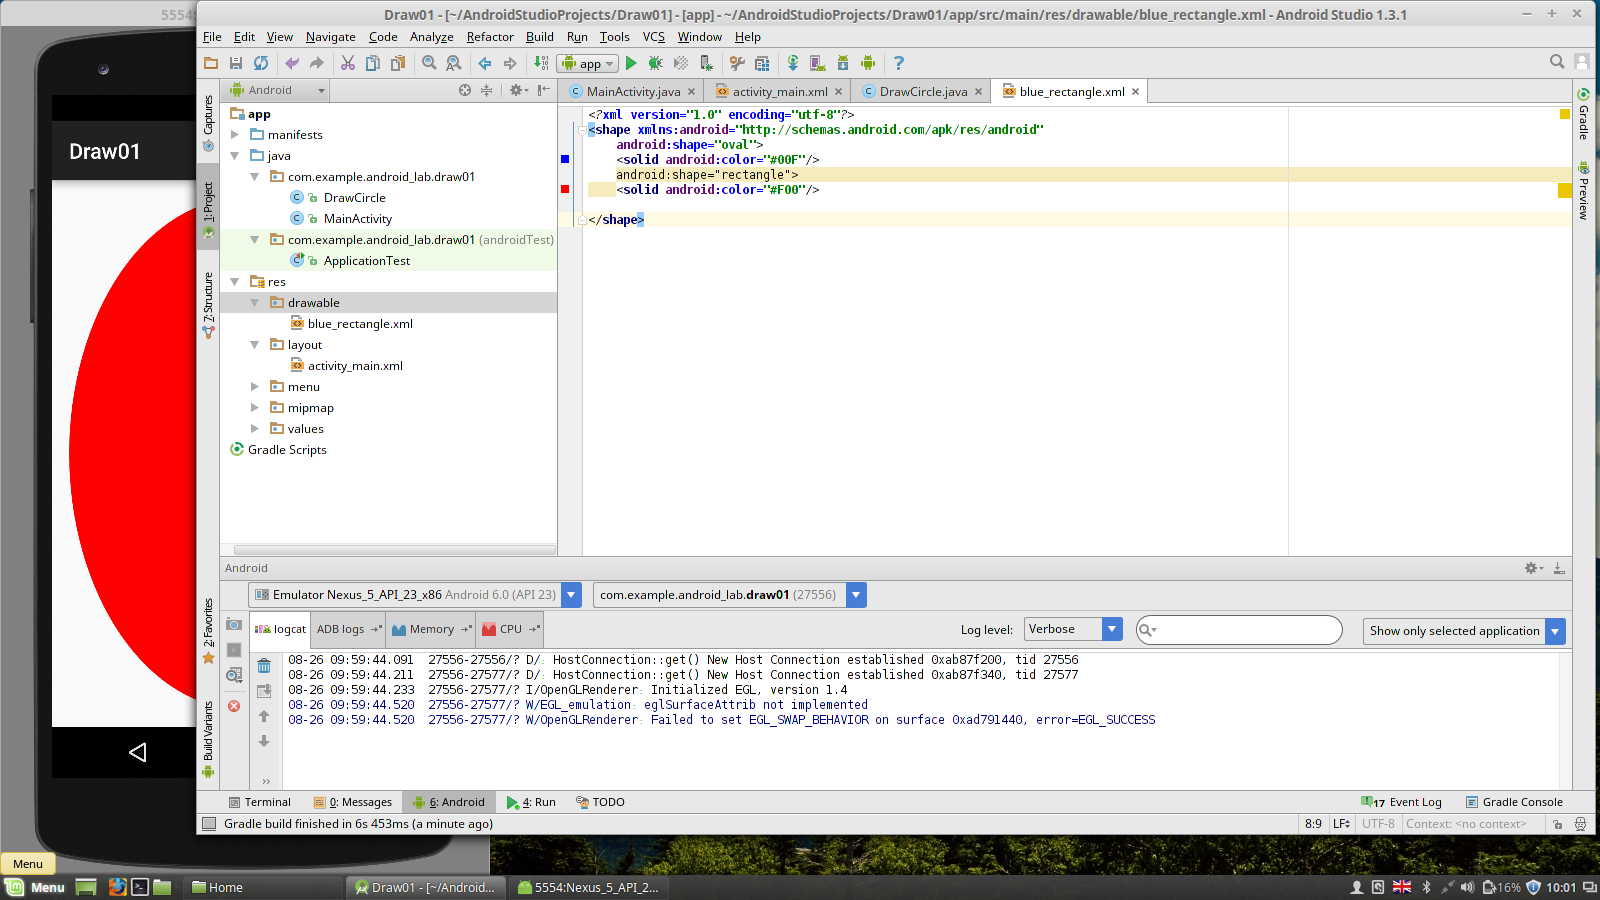 5554:
Draw01 - [~/AndroidStudioProjects/Draw01] - [app] - ~/AndroidStudioProjects/Draw01/app/src/main/res/drawable/blue_rectangle.xml - Android Studio 1.3.1
File Edit View Navigate Code Analyze Refactor Build Run Tools VCS Window Help
app
Android
MainActivity.java
activity_main.xml
DrawCircle.java
blue_rectangle.xml
Captures
1: Project
7: Structure
2: Favorites
Build Variants
Gradle
Preview
Draw01
app
manifests
java
com.example.android_lab.draw01
DrawCircle
MainActivity
com.example.android_lab.draw01 (androidTest)
ApplicationTest
res
drawable
blue_rectangle.xml
layout
activity_main.xml
menu
mipmap
values
Gradle Scripts
<?xml version="1.0" encoding="utf-8"?>
<shape xmlns:android="http://schemas.android.com/apk/res/android"
android:shape="oval">
<solid android:color="#00F"/>
android:shape="rectangle">
<solid android:color="#F00"/>
</shape>
Android
Emulator Nexus_5_API_23_x86 Android 6.0 (API 23)
com.example.android_lab.draw01 (27556)
logcat
ADB logs
Memory
CPU
Log level:
Verbose
Show only selected application
08-26 09:59:44.091 27556-27556/? D/: HostConnection::get() New Host Connection established 0xab87f200, tid 27556
08-26 09:59:44.211 27556-27577/? D/: HostConnection::get() New Host Connection established 0xab87f340, tid 27577
08-26 09:59:44.233 27556-27577/? I/OpenGLRenderer: Initialized EGL, version 1.4
08-26 09:59:44.520 27556-27577/? W/EGL_emulation: eglSurfaceAttrib not implemented
08-26 09:59:44.520 27556-27577/? W/OpenGLRenderer: Failed to set EGL_SWAP_BEHAVIOR on surface 0xad791440, error=EGL_SUCCESS
Terminal
0: Messages
6: Android
4: Run
TODO
17 Event Log
Gradle Console
Gradle build finished in 6s 453ms (a minute ago)
8:9 LF UTF-8 Context: <no context>
Menu
Menu
Home
Draw01 - [~/Android...
5554:Nexus_5_API_2...
16%
10:01